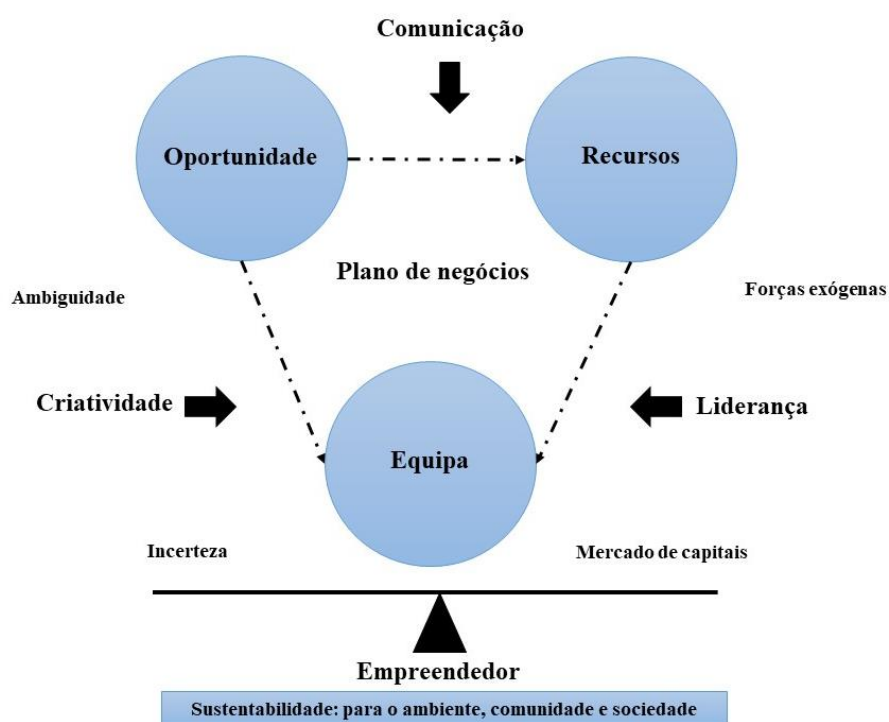 Comunicação
Oportunidade
Recursos
Plano de negócios
Ambiguidade
Forças exógenas
Criatividade
Liderança
Equipa
Incerteza
Mercado de capitais
Empreendedor
Sustentabilidade: para o ambiente, comunidade e sociedade